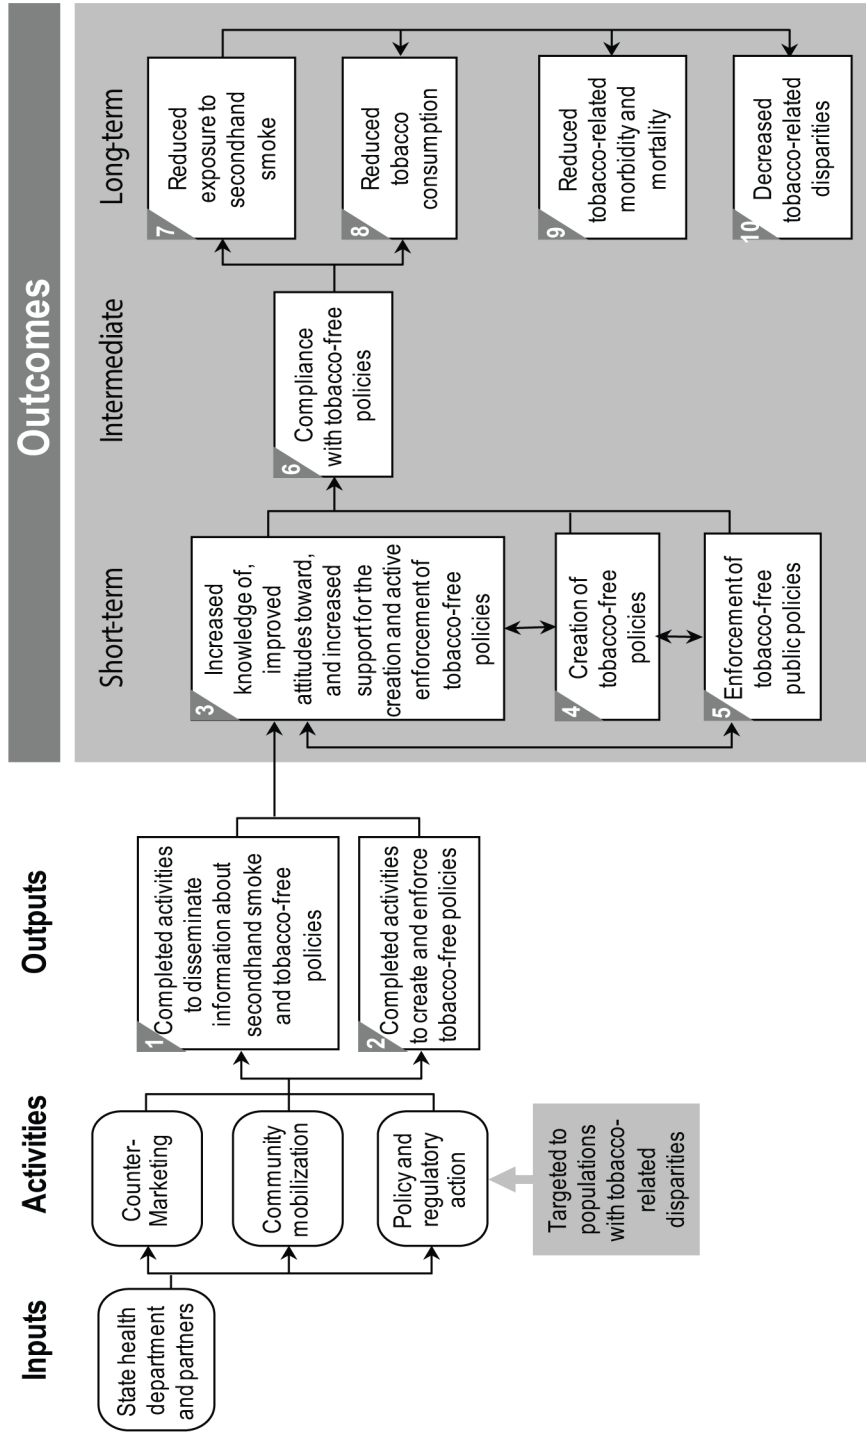 Outcomes
Inputs
Activities
Outputs
Short-term
Intermediate
Long-term
State health
department
and partners
Counter-
Marketing
Community
mobilization
Policy and
regulatory
action
Targeted to
populations
with tobacco-
related
disparities
1
Completed activities
to disseminate
information about
secondhand smoke
and tobacco-free
policies
2
Completed activities
to create and enforce
tobacco-free policies
3
Increased
knowledge of,
improved
attitudes toward,
and increased
support for the
creation and active
enforcement of
tobacco-free
policies
4
Creation of
tobacco-free
policies
5
Enforcement of
tobacco-free
public policies
6
Compliance
with tobacco-free
policies
7
Reduced
exposure to
secondhand
smoke
8
Reduced
tobacco
consumption
9
Reduced
tobacco-related
morbidity and
mortality
10
Decreased
tobacco-related
disparities